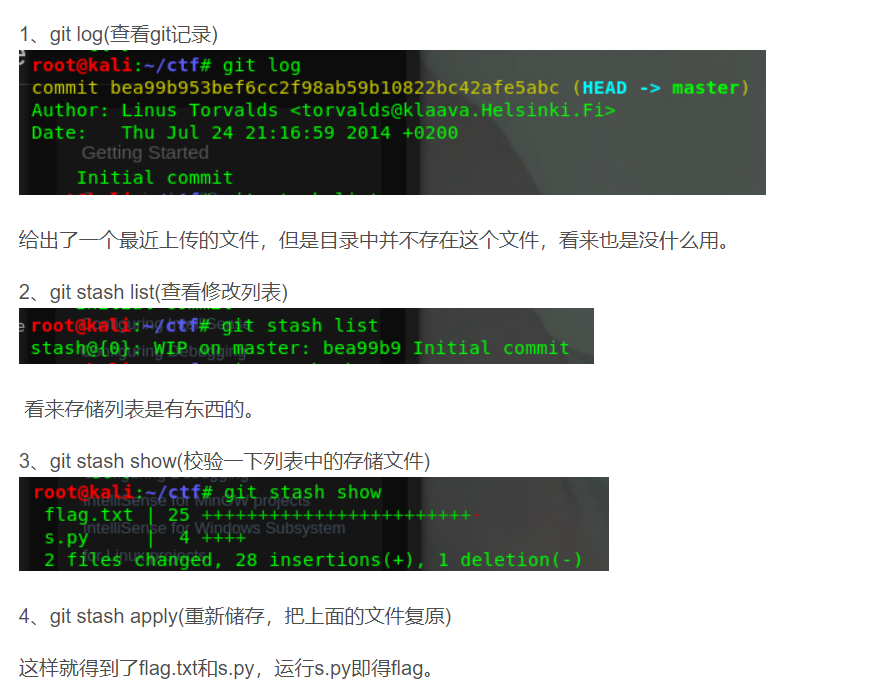 1、git log(查看git记录)
root@kali:~/ctf# git log
commit bea99b953bef6cc2f98ab59b10822bc42afe5abc (HEAD -> master)
Author: Linus Torvalds <torvalds@klaava.Helsinki.Fi>
Date:   Thu Jul 24 21:16:59 2014 +0200
Getting Started
Initial commit
给出了一个最近上传的文件，但是目录中并不存在这个文件，看来也是没什么用。
2、git stash list(查看修改列表)
root@kali:~/ctf# git stash list
stash@{0}: WIP on master: bea99b9 Initial commit
看来存储列表是有东西的。
3、git stash show(校验一下列表中的存储文件)
root@kali:~/ctf# git stash show
IntelliSense for MinGW projects
flag.txt | 25 ++++++++++++++++++++++++-
IntelliSense for Windows Subsystem
s.py     |  4 ++++
for Linux projects
2 files changed, 28 insertions(+), 1 deletion(-)
4、git stash apply(重新储存，把上面的文件复原)
这样就得到了flag.txt和s.py，运行s.py即得flag。